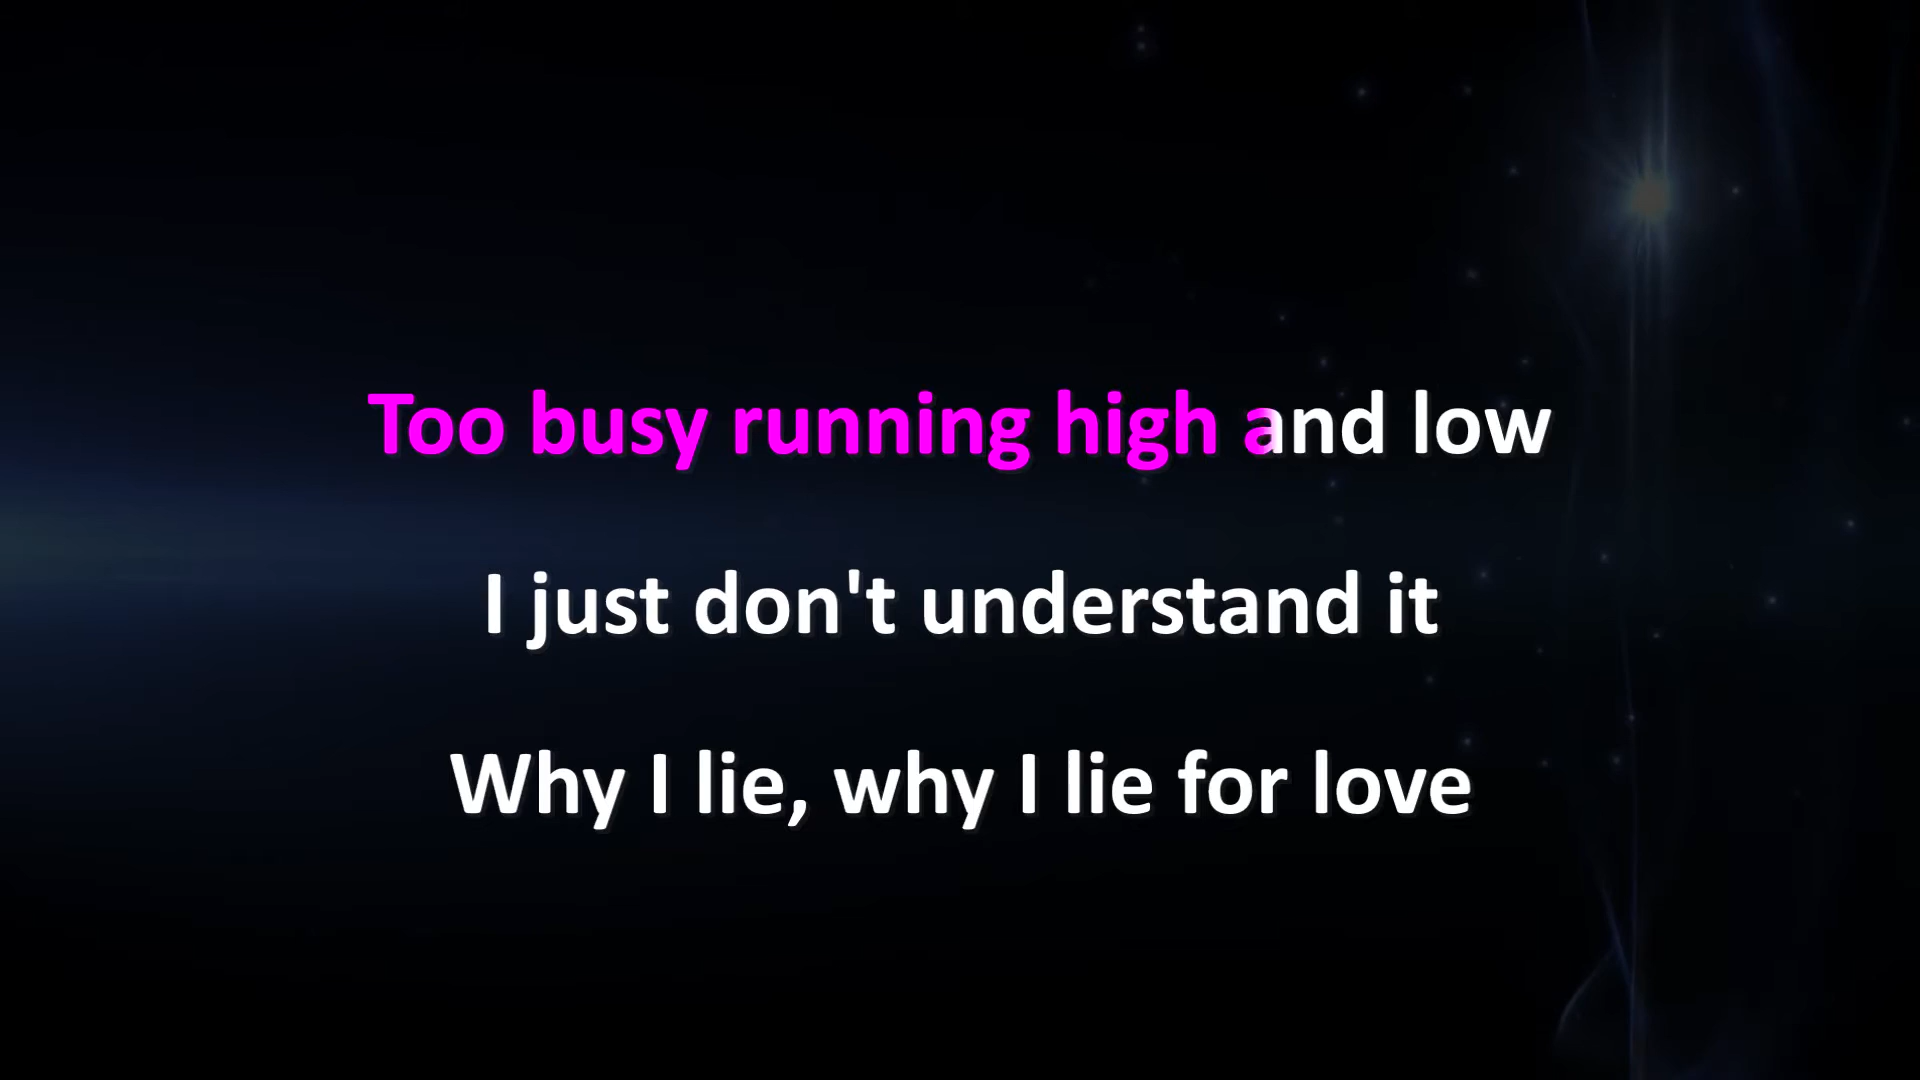 Too busy running high and low
I just don't understand it
Why I lie, why I lie for love